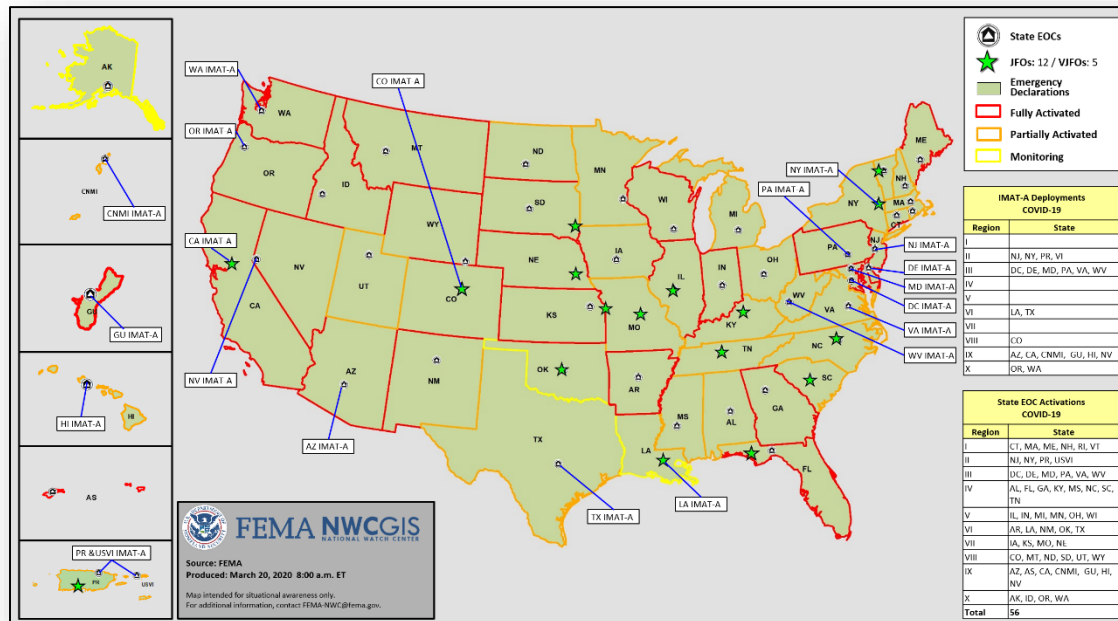 AK
CNMI
CNMI IMAT-A
GU
GU IMAT-A
HI
HI IMAT-A
AS
PR &USVI IMAT-A
PR
USVI
WA IMAT-A
OR IMAT A
CO IMAT A
CA IMAT A
NV IMAT A
AZ IMAT-A
TX IMAT-A
LA IMAT-A
NY IMAT-A
PA IMAT A
NJ IMAT-A
DE IMAT-A
MD IMAT-A
DC IMAT-A
VA IMAT-A
WV IMAT-A
WA
OR
ID
MT
ND
SD
MN
WI
MI
ME
NH
NY
MA
CT
NJ
PA
WY
NE
IA
IL
IN
OH
WV
VA
NV
UT
CO
KS
MO
KY
NC
CA
AZ
NM
OK
AR
TN
SC
TX
LA
MS
AL
GA
FL
State EOCs
JFOs: 12 / VJFOs: 5
Emergency
Declarations
Fully Activated
Partially Activated
Monitoring
IMAT-A Deployments
COVID-19
Region State
I
II NJ, NY, PR, VI
III DC, DE, MD, PA, VA, WV
IV
V
VI LA, TX
VII
VIII CO
IX AZ, CA, CNMI, GU, HI, NV
X OR, WA
State EOC Activations
COVID-19
Region State
I CT, MA, ME, NH, RI, VT
II NJ, NY, PR, USVI
III DC, DE, MD, PA, VA, WV
IV AL, FL, GA, KY, MS, NC, SC,
TN
V IL, IN, MI, MN, OH, WI
VI AR, LA, NM, OK, TX
VII IA, KS, MO, NE
VIII CO, MT, ND, SD, UT, WY
IX AZ, AS, CA, CNMI, GU, HI,
NV
X AK, ID, OR, WA
Total 56
FEMA NWCGIS
NATIONAL WATCH CENTER
Source: FEMA
Produced: March 20, 2020 8:00 a.m. ET
Map intended for situational awareness only.
For additional information, contact FEMA-NWC@fema.gov.